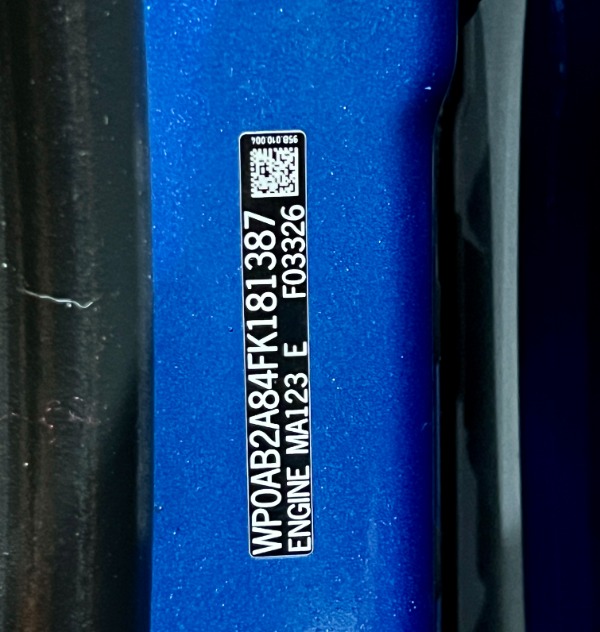 WP0AB2A84FK181387
ENGINE MA123 E F03326
958.010.004